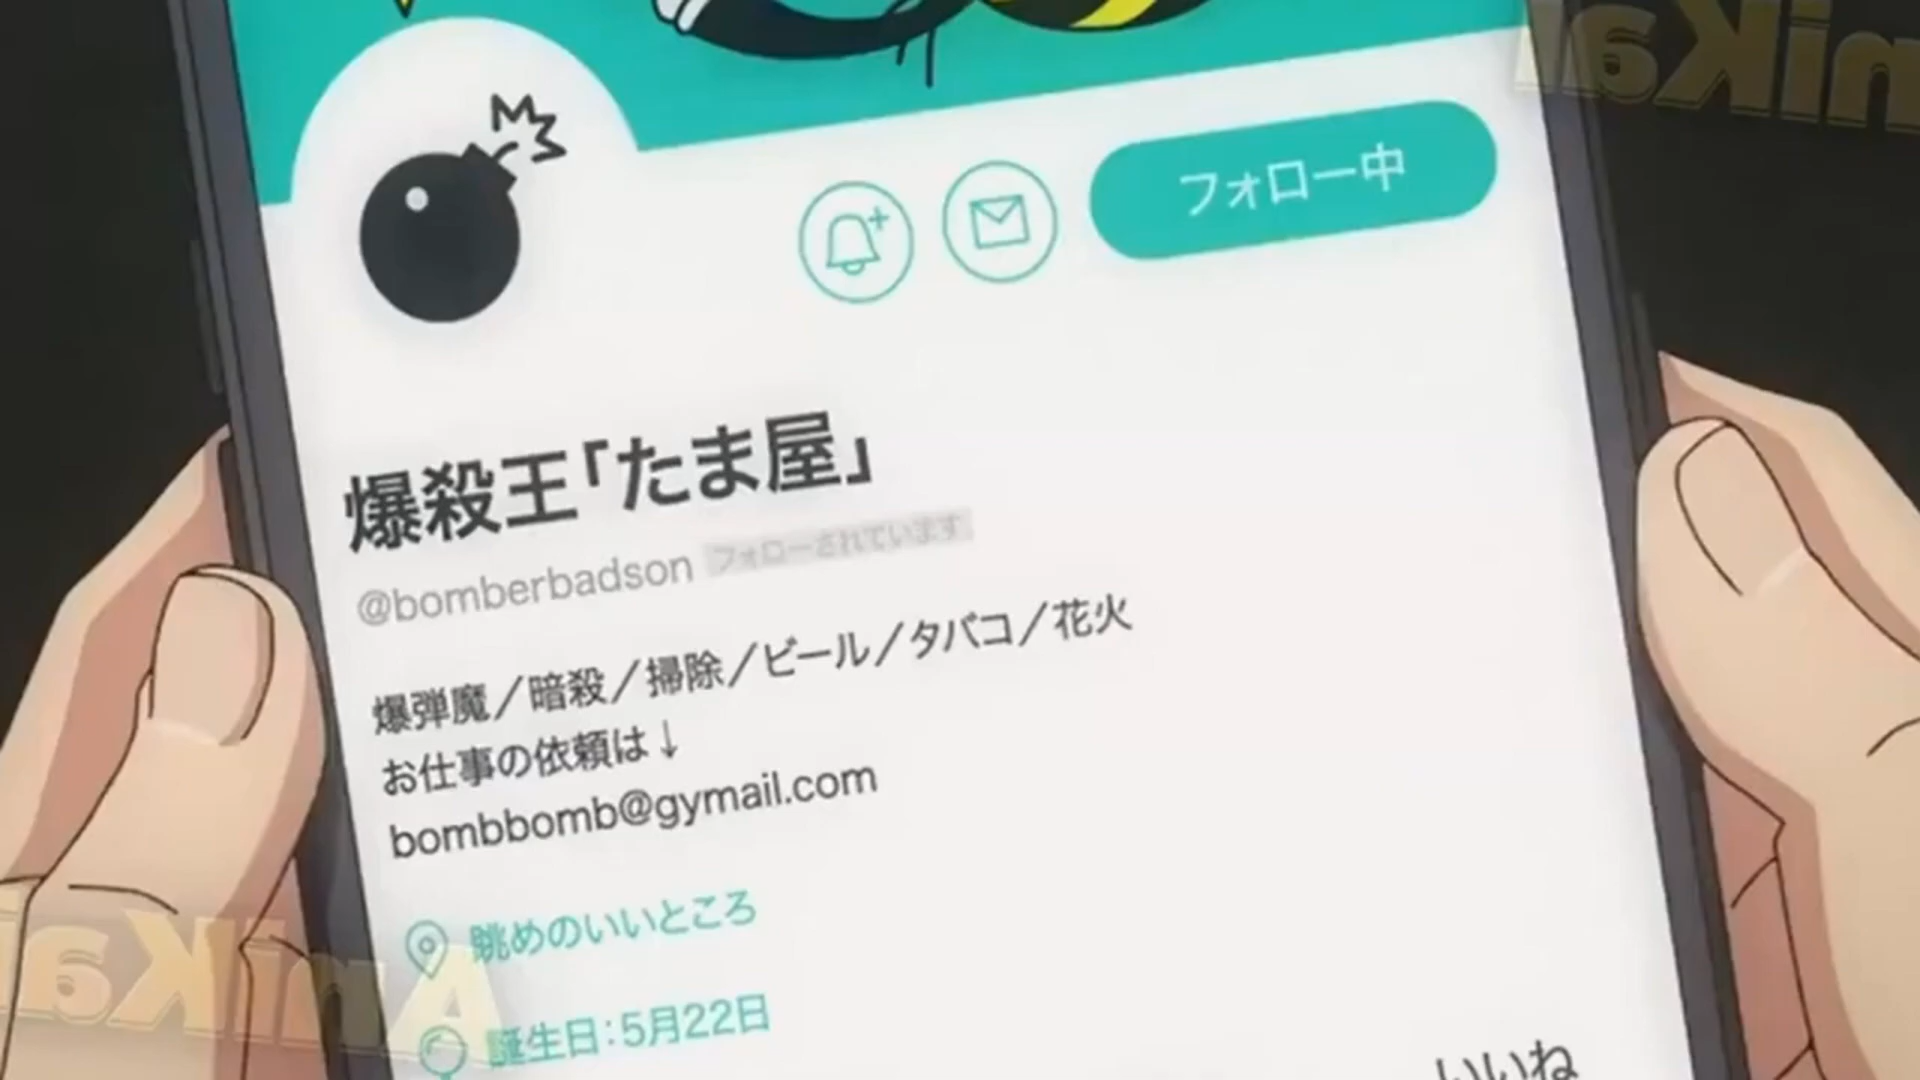 フォロー中
爆殺王「たま屋」
@bomberbadson フォローされています
爆弾魔／暗殺／掃除／ビール／タバコ／花火
お仕事の依頼は↓
bombbomb@gymail.com
眺めのいいところ
誕生日：5月22日
いいね
AniKai